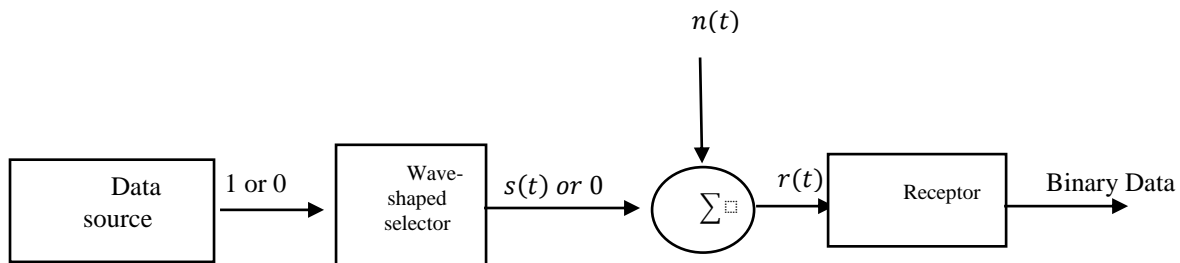 n(t)
Data
source
1 or 0
Wave-
shaped
selector
s(t) or 0
∑
r(t)
Receptor
Binary Data